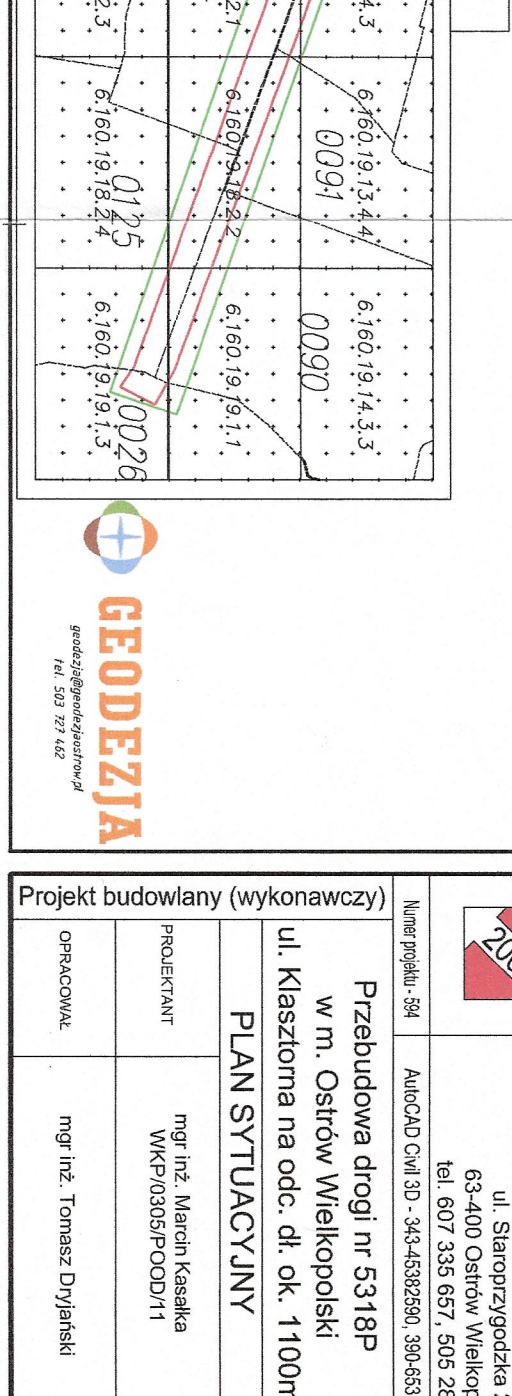 4.3
6.160.19.13.4.4
6.160.19.14.3.3
0091
0090
2.1
6.160.19.18.2.2
6.160.19.19.1.1
2.3
6.160.19.18.2.4
6.160.19.19.1.3
0125
0026
GEODEZJA
geodezja@geodezjaostrow.pl
tel. 503 727 462
ul. Staroprzygodzka
63-400 Ostrów Wielkop
tel. 607 335 657, 505 28
Numer projektu - 594
AutoCAD Civil 3D - 343-45382590, 390-653
Projekt budowlany (wykonawczy)
Przebudowa drogi nr 5318P
w m. Ostrów Wielkopolski
ul. Klasztorna na odc. dł. ok. 1100m
PLAN SYTUACYJNY
PROJEKTANT
mgr inż. Marcin Kasałka
WKP/0305/POOD/11
OPRACOWAŁ
mgr inż. Tomasz Dryjański